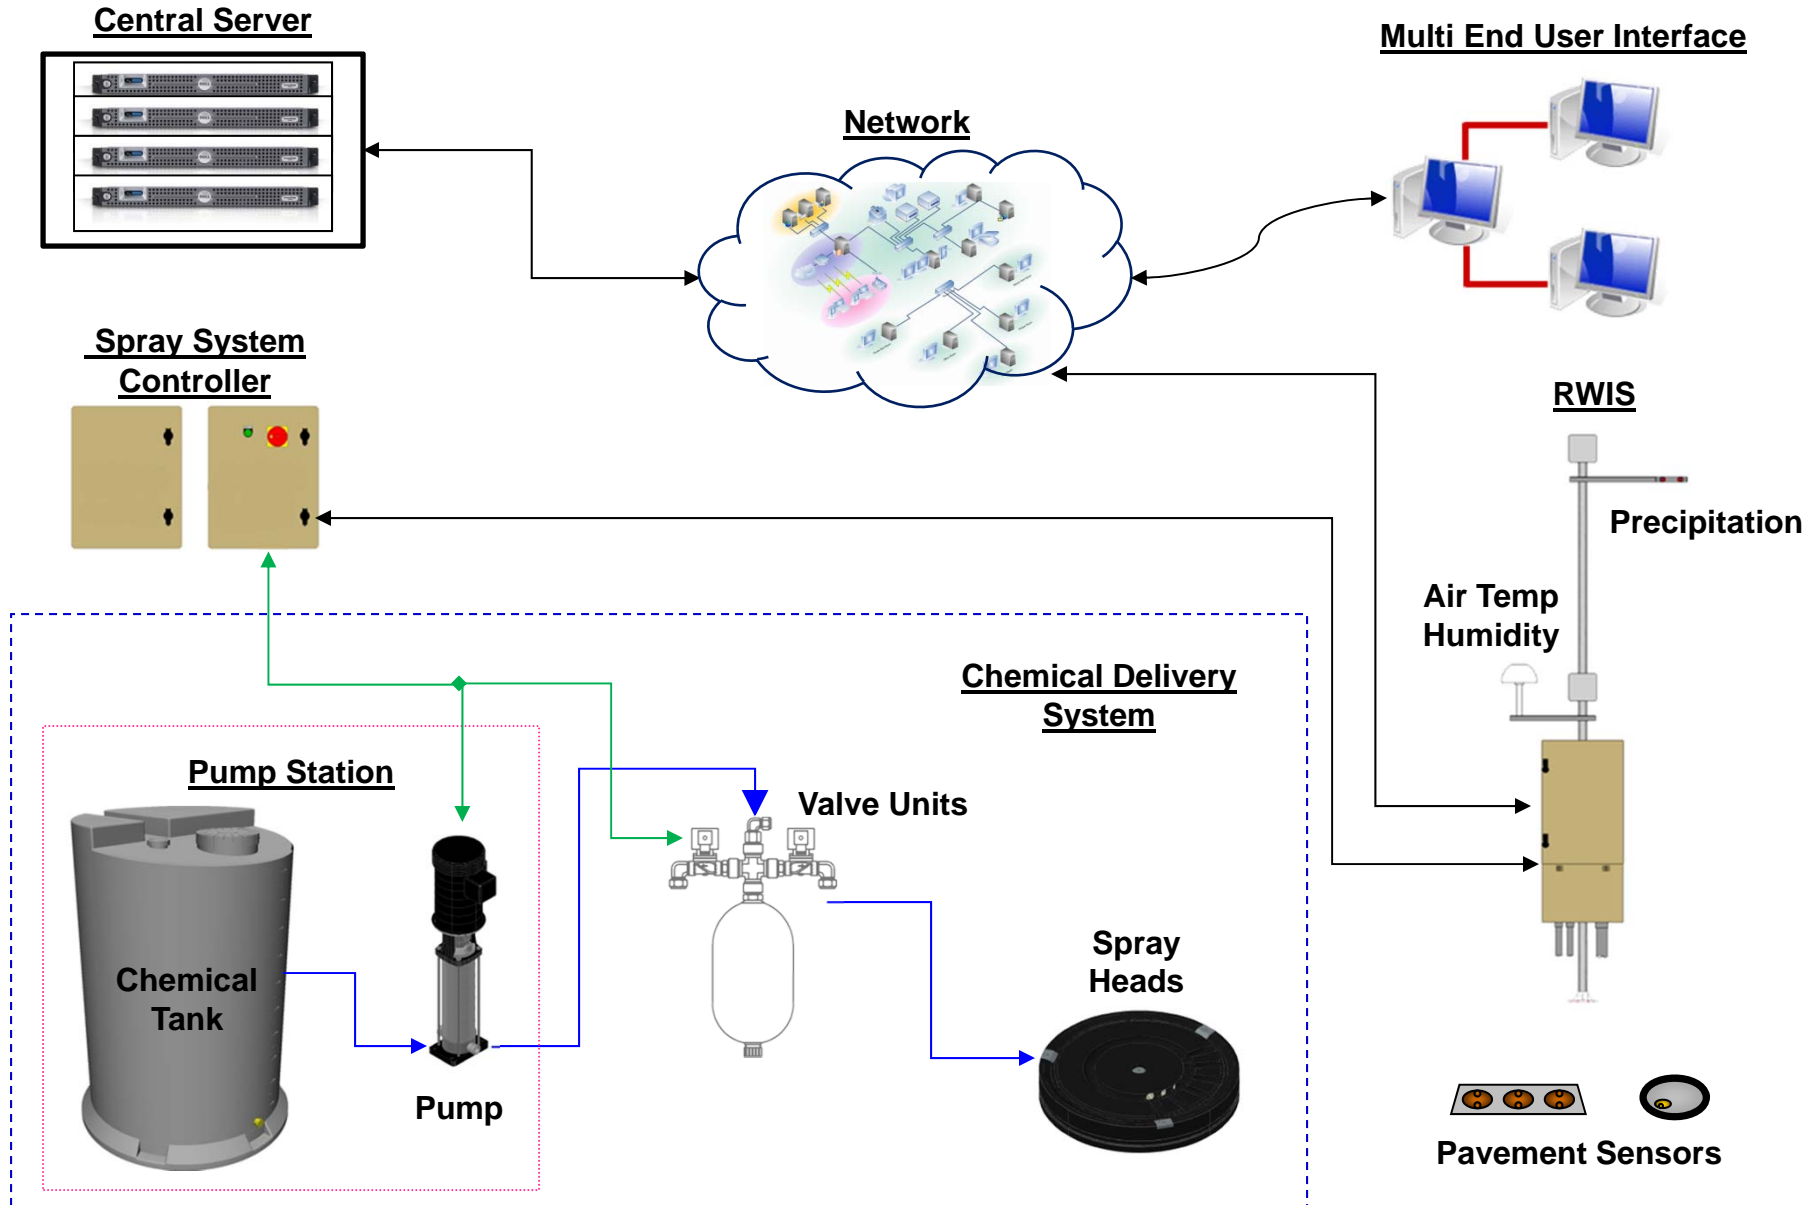 Central Server
Multi End User Interface
Network
Spray System
Controller
RWIS
Precipitation
Air Temp
Humidity
Chemical Delivery
System
Pump Station
Valve Units
Spray
Heads
Chemical
Tank
Pump
Pavement Sensors